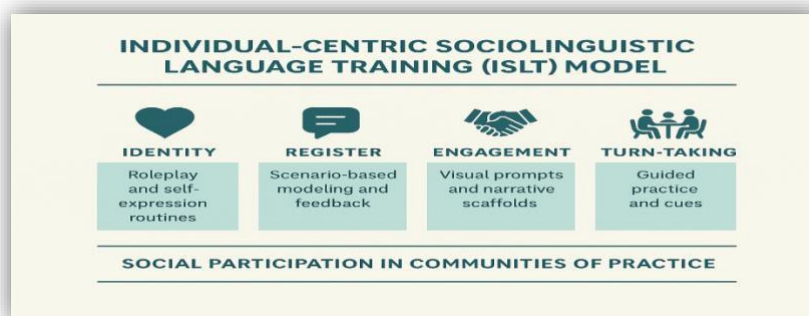 INDIVIDUAL-CENTRIC SOCIOLINGUISTIC
LANGUAGE TRAINING (ISLT) MODEL
IDENTITY
Roleplay
and self-
expression
routines
REGISTER
Scenario-based
modeling and
feedback
ENGAGEMENT
Visual prompts
and narrative
scaffolds
TURN-TAKING
Guided
practice
and cues
SOCIAL PARTICIPATION IN COMMUNITIES OF PRACTICE